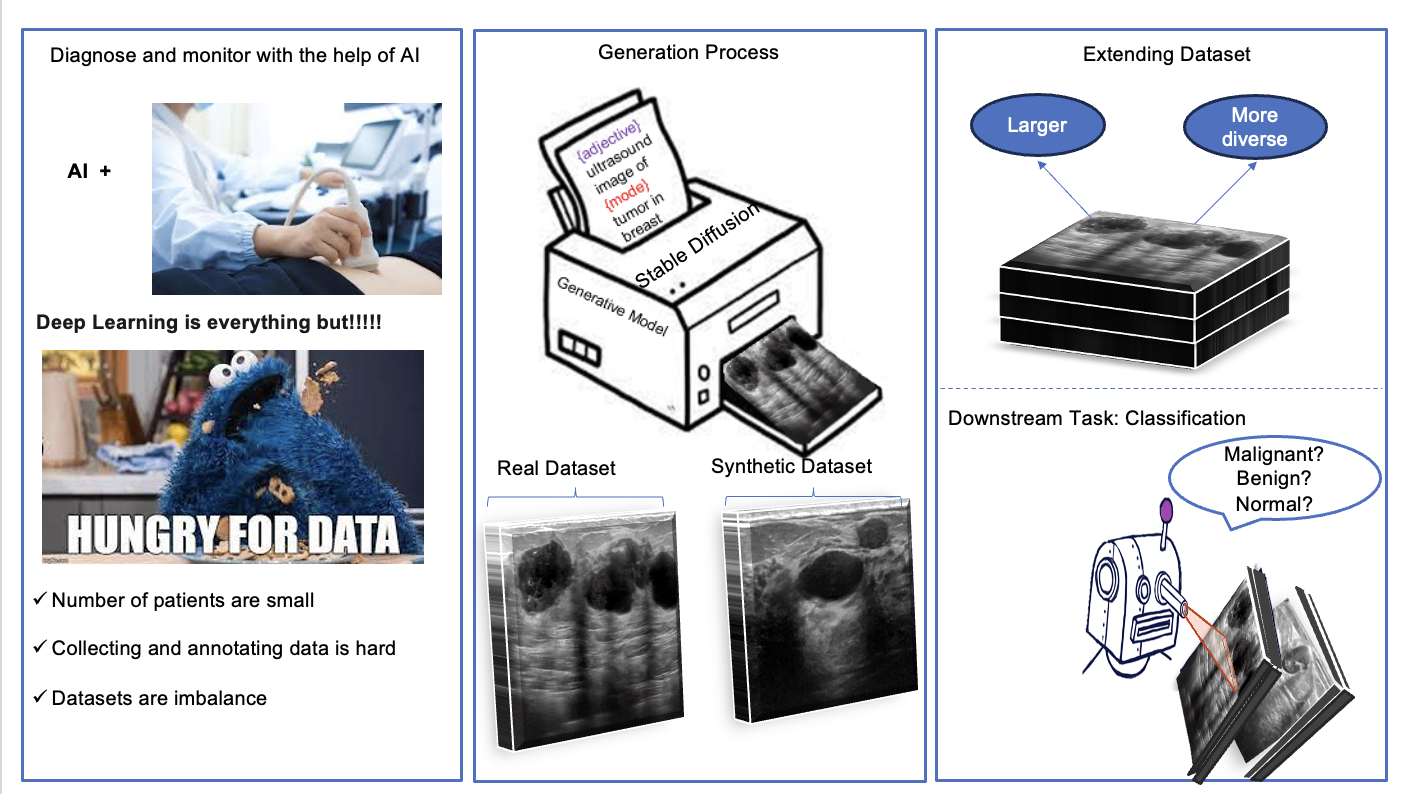 Diagnose and monitor with the help of AI
AI +
Deep Learning is everything but!!!!!
HUNGRY FOR DATA
✓ Number of patients are small
✓ Collecting and annotating data is hard
✓ Datasets are imbalance
Generation Process
{adjective}
ultrasound
image of
{mode}
tumor in
breast
Stable Diffusion
Generative Model
Real Dataset
Synthetic Dataset
Extending Dataset
Larger
More
diverse
Downstream Task: Classification
Malignant?
Benign?
Normal?